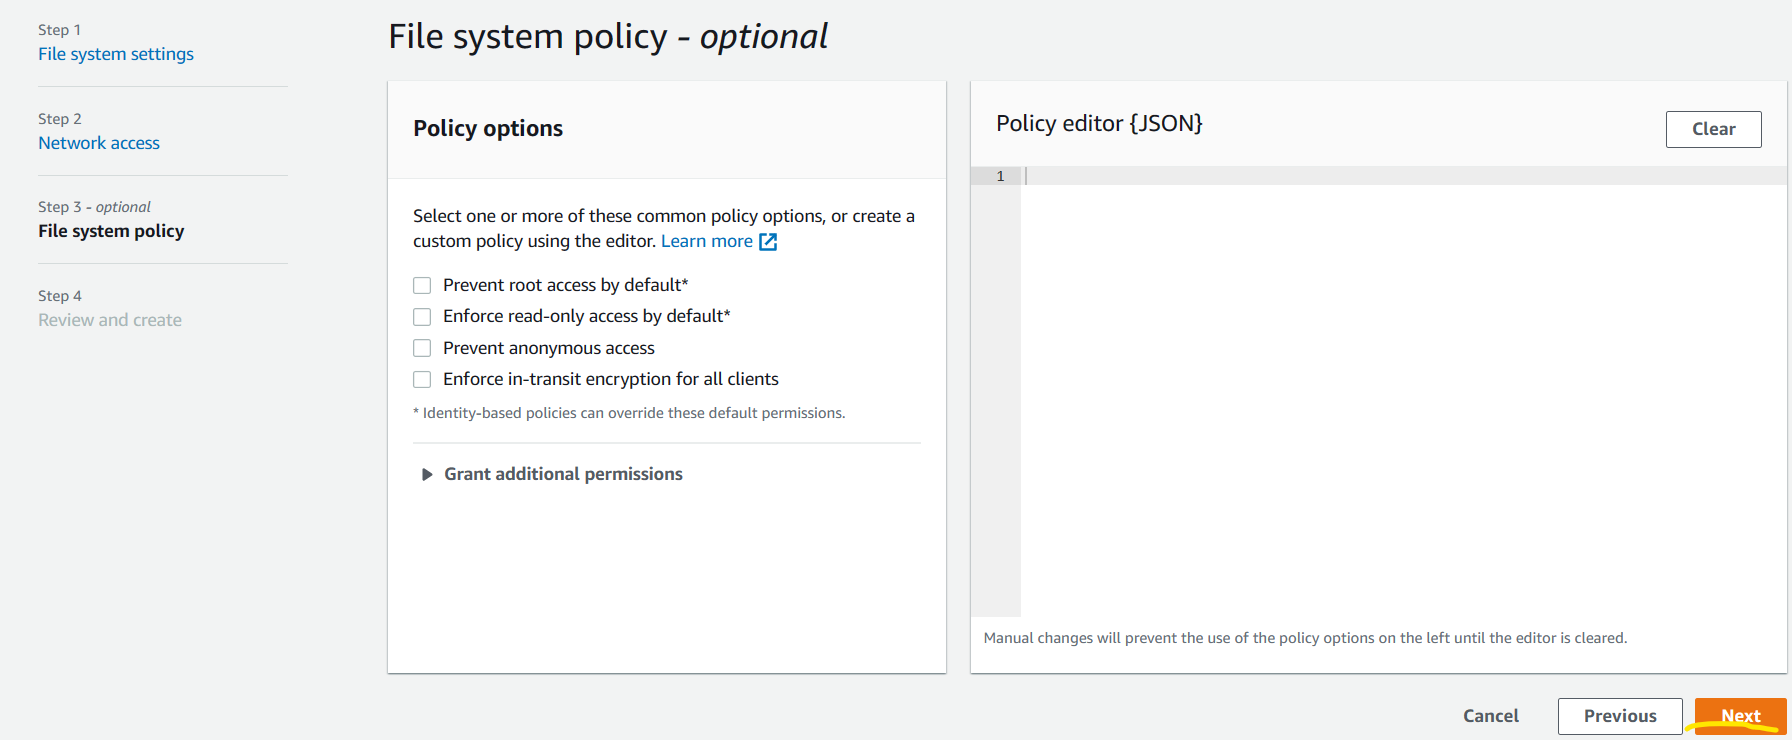 Step 1
File system settings
Step 2
Network access
Step 3 - optional
File system policy
Step 4
Review and create
File system policy - optional
Policy options
Select one or more of these common policy options, or create a
custom policy using the editor. Learn more
Prevent root access by default*
Enforce read-only access by default*
Prevent anonymous access
Enforce in-transit encryption for all clients
* Identity-based policies can override these default permissions.
Grant additional permissions
Policy editor {JSON}
Clear
1
Manual changes will prevent the use of the policy options on the left until the editor is cleared.
Cancel
Previous
Next